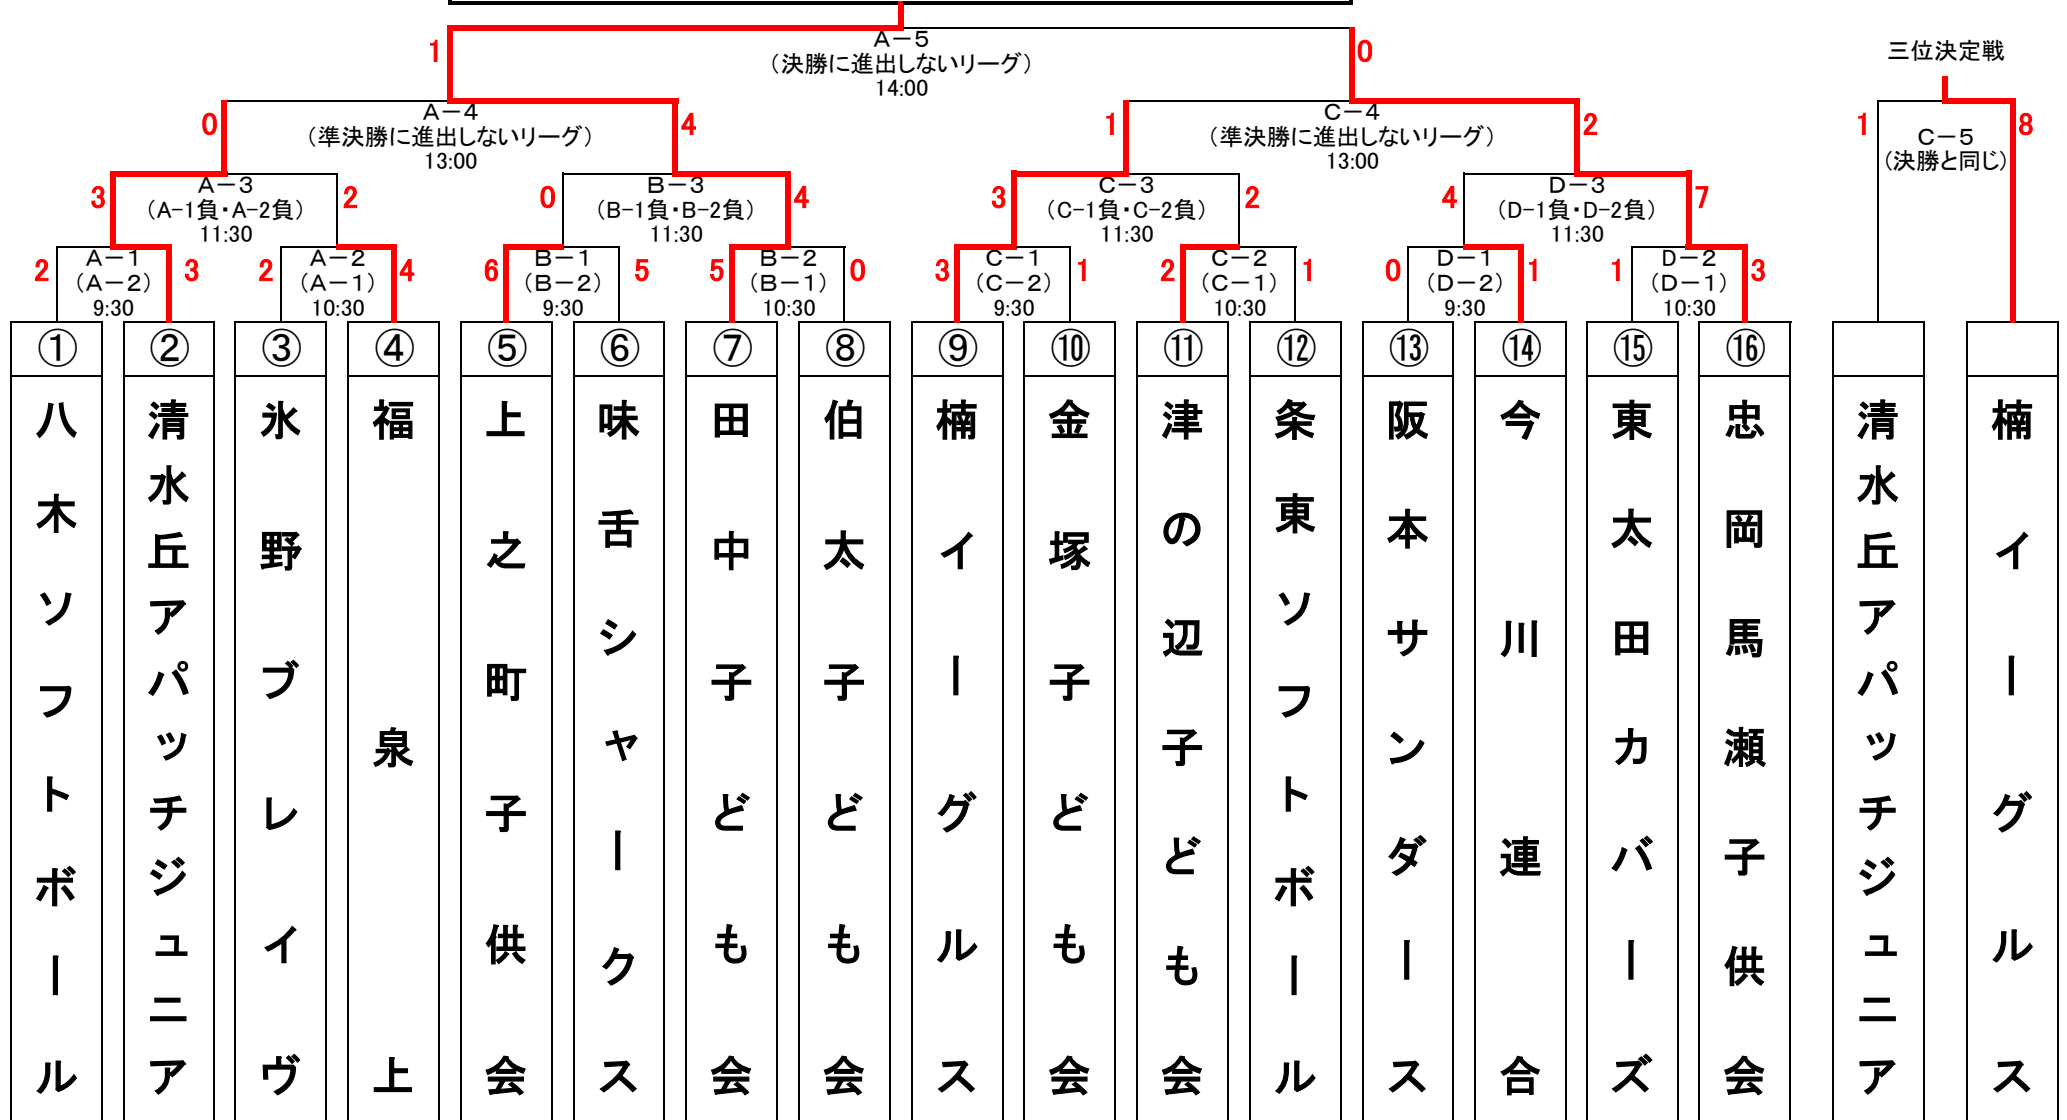 A－5
1
（決勝に進出しないリーグ）
0
14:00
三位決定戦
0
A－4
4
（準決勝に進出しないリーグ）
13:00
1
C－4
2
（準決勝に進出しないリーグ）
13:00
1
C－5
8
（決勝と同じ）
3
A－3
2
（A-1負・A-2負）
11:30
0
B－3
4
（B-1負・B-2負）
11:30
3
C－3
2
（C-1負・C-2負）
11:30
4
D－3
7
（D-1負・D-2負）
11:30
2
A－1
3
（A－2）
9:30
2
A－2
4
（A－1）
10:30
6
B－1
5
（B－2）
9:30
5
B－2
0
（B－1）
10:30
3
C－1
1
（C－2）
9:30
2
C－2
1
（C－1）
10:30
0
D－1
1
（D－2）
9:30
1
D－2
3
（D－1）
10:30
①
②
③
④
⑤
⑥
⑦
⑧
⑨
⑩
⑪
⑫
⑬
⑭
⑮
⑯
八木ソフトボール
清水丘アパッチジュニア
氷野ブレイヴ
福泉上
上之町子供会
味舌シャークス
田中子ども会
伯太子ども会
楠イーグルス
金塚子ども会
津の辺子ども会
条東ソフトボール
阪本サンダース
今川連合
東太田カバーズ
忠岡馬瀬子供会
清水丘アパッチジュニア
楠イーグルス